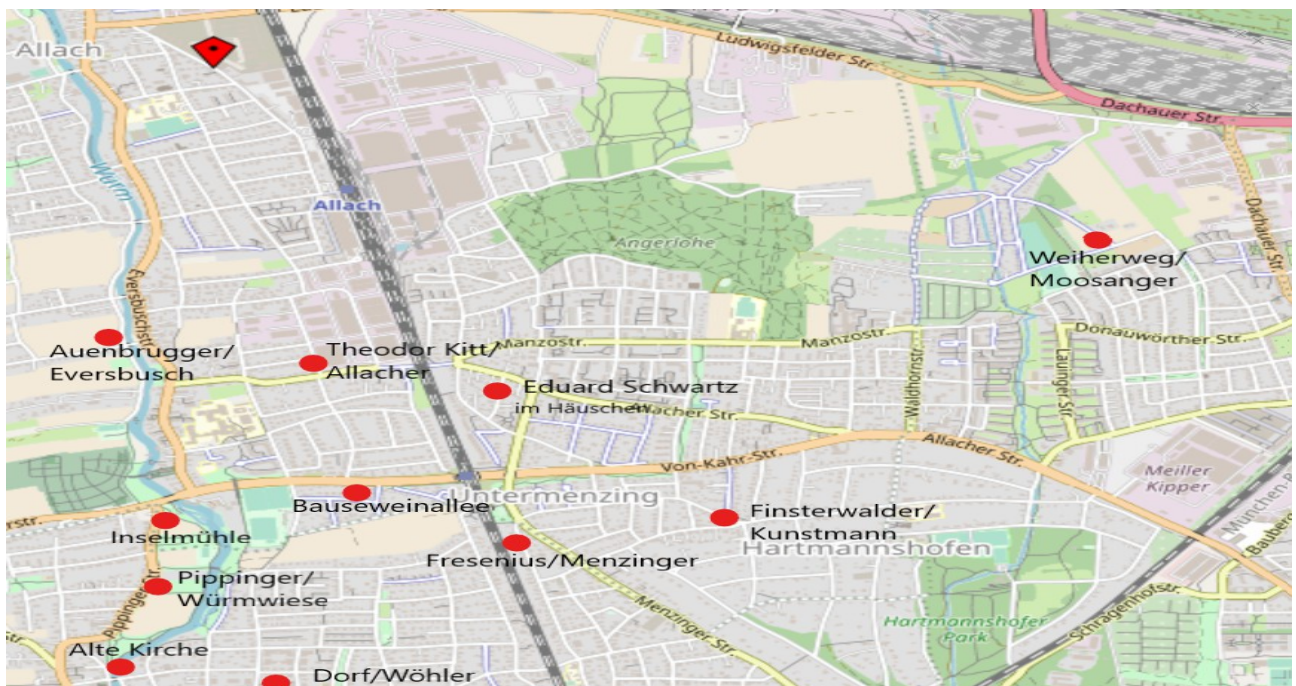 Allach
Ludwigsfelder Str.
Dachauer Str.
Würm
Allach
Angerlohe
Dachauer Str.
Weiherweg/
Moosanger
Eversbuschstr.
Auenbrugger/
Eversbusch
Theodor Kitt/
Allacher
Manzostr.
Manzostr.
Donauwörther Str.
Eduard Schwartz
im Häuschen
Allacher Str.
Waldhornstr.
Lauinger Str.
Allacher Str.
Von-Kahr-Str.
Meiller
Kipper
Untermenzing
Bauseweinallee
Finsterwalder/
Kunstmann
Hartmannshofen
Inselmühle
Fresenius/Menzinger
Pippinger/
Würmwiese
Menzinger Str.
Hartmannshofer
Park
Schragenhofstr.
Alte Kirche
Dorf/Wöhler